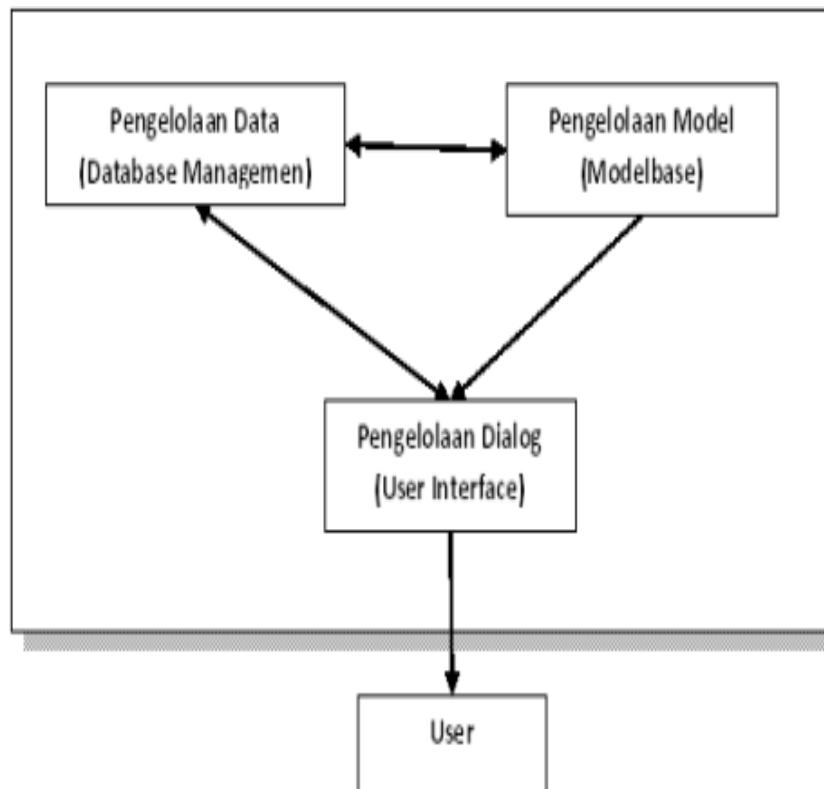 Pengelolaan Data
(Database Managemen)
Pengelolaan Model
(Modelbase)
Pengelolaan Dialog
(User Interface)
User